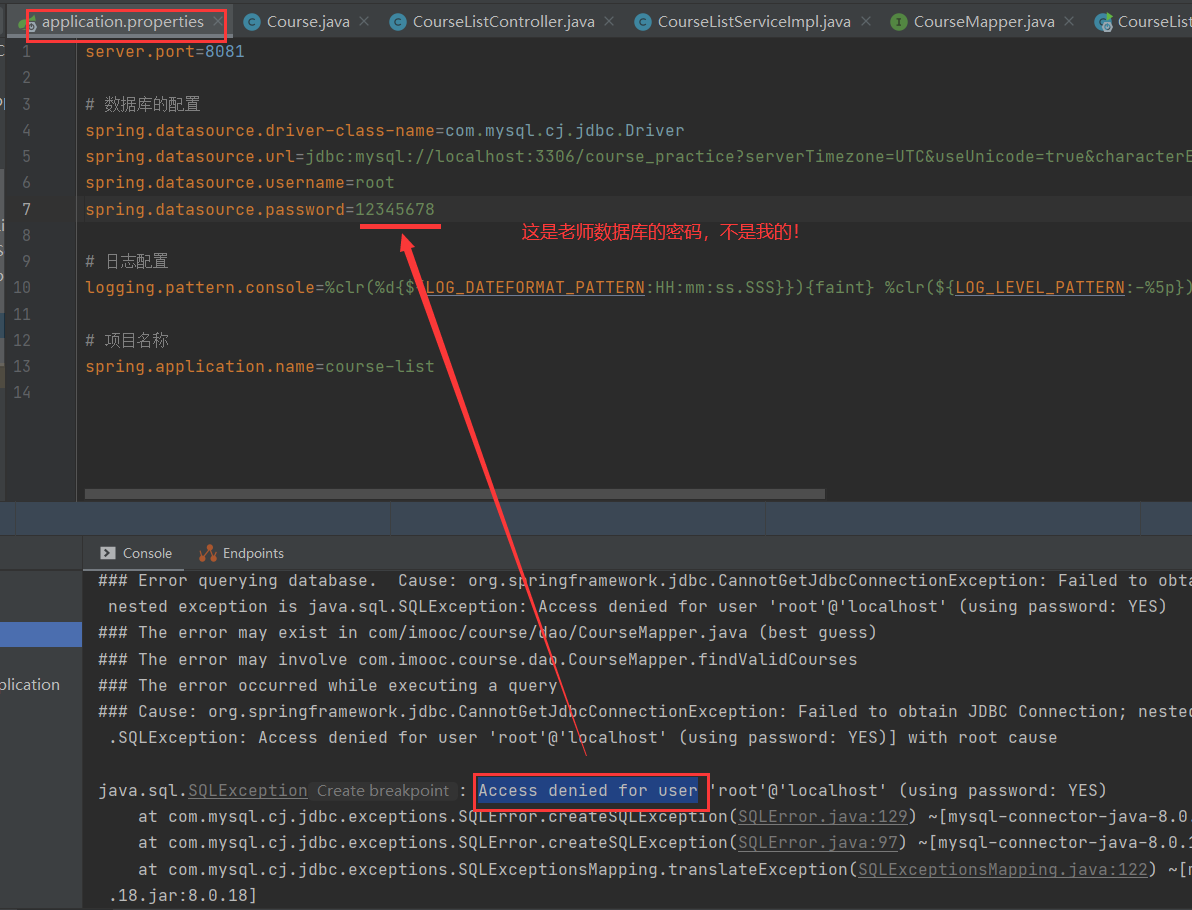 application.properties Course.java CourseListController.java CourseListServiceImpl.java CourseMapper.java CourseList
1 server.port=8081
2
3 # 数据库的配置
4 spring.datasource.driver-class-name=com.mysql.cj.jdbc.Driver
5 spring.datasource.url=jdbc:mysql://localhost:3306/course_practice?serverTimezone=UTC&useUnicode=true&characterE
6 spring.datasource.username=root
7 spring.datasource.password=12345678
这是老师数据库的密码，不是我的！
8
9 # 日志配置
10 logging.pattern.console=%clr(%d{${LOG_DATEFORMAT_PATTERN:HH:mm:ss.SSS}}){faint} %clr(${LOG_LEVEL_PATTERN:-%5p})
11
12 # 项目名称
13 spring.application.name=course-list
14
Console Endpoints
### Error querying database.  Cause: org.springframework.jdbc.CannotGetJdbcConnectionException: Failed to obta
nested exception is java.sql.SQLException: Access denied for user 'root'@'localhost' (using password: YES)
### The error may exist in com/imooc/course/dao/CourseMapper.java (best guess)
### The error may involve com.imooc.course.dao.CourseMapper.findValidCourses
plication
### The error occurred while executing a query
### Cause: org.springframework.jdbc.CannotGetJdbcConnectionException: Failed to obtain JDBC Connection; nested
.SQLException: Access denied for user 'root'@'localhost' (using password: YES)] with root cause
java.sql.SQLException Create breakpoint : Access denied for user 'root'@'localhost' (using password: YES)
at com.mysql.cj.jdbc.exceptions.SQLError.createSQLException(SQLError.java:129) ~[mysql-connector-java-8.0.
at com.mysql.cj.jdbc.exceptions.SQLError.createSQLException(SQLError.java:97) ~[mysql-connector-java-8.0.1
at com.mysql.cj.jdbc.exceptions.SQLExceptionsMapping.translateException(SQLExceptionsMapping.java:122) ~[m
.18.jar:8.0.18]